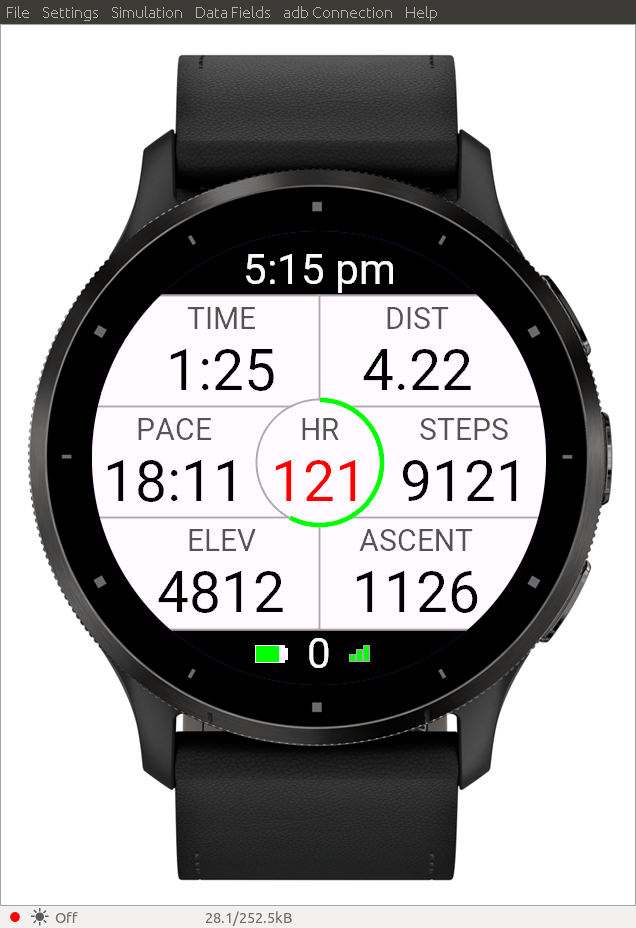 File Settings Simulation Data Fields adb Connection Help
5:15 pm
TIME DIST
1:25 4.22
PACE HR STEPS
18:11 121 9121
ELEV ASCENT
4812 1126
0
Off 28.1/252.5kB